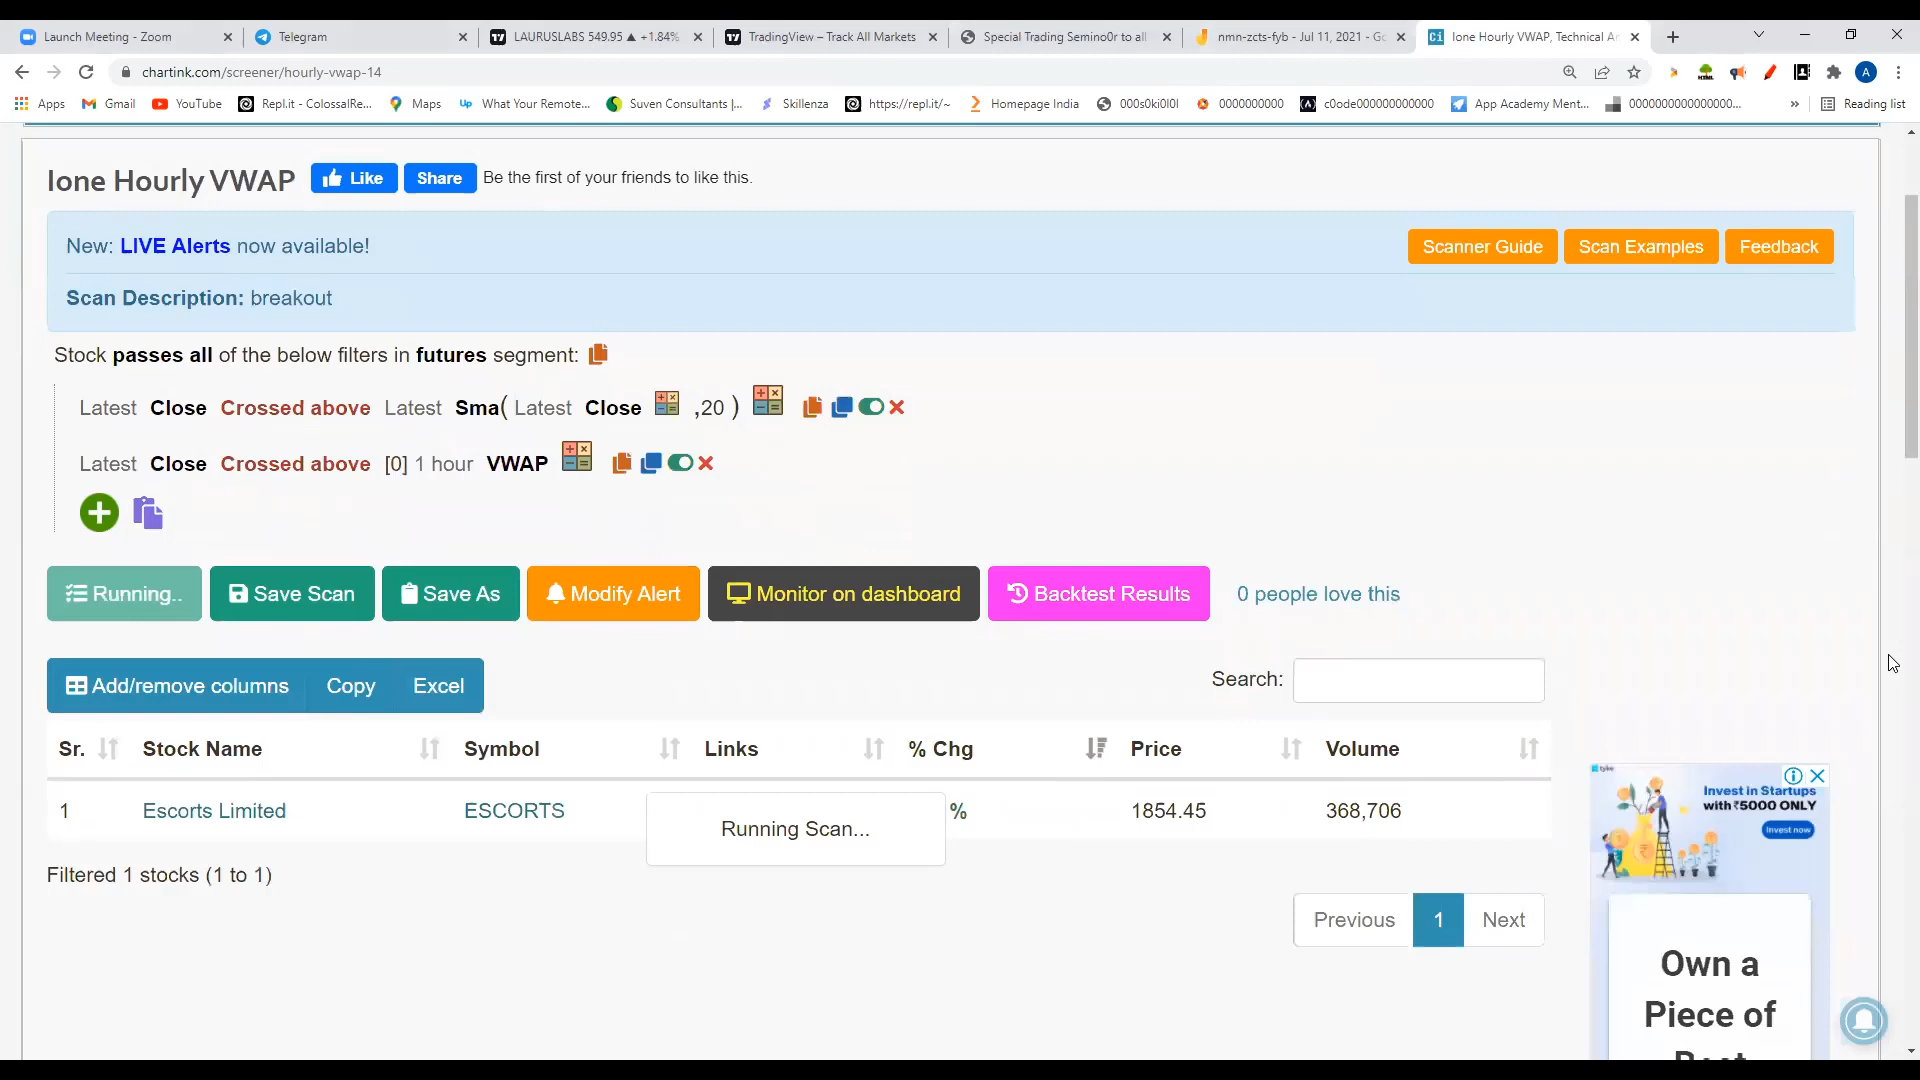 Launch Meeting - Zoom
Telegram
LAURUSLABS 549.95 ▲ +1.84%
TradingView – Track All Markets
Special Trading Semino0r to all
nmn-zcts-fyb - Jul 11, 2021 - Go
Ione Hourly VWAP, Technical An
chartink.com/screener/hourly-vwap-14
A
Apps
Gmail
YouTube
Repl.it - ColossalRe...
Maps
What Your Remote...
Suven Consultants |...
Skillenza
https://repl.it/~
Homepage India
000s0ki0l0l
0000000000
c0ode000000000000
App Academy Ment...
0000000000000000...
»
Reading list
Ione Hourly VWAP
Like
Share
Be the first of your friends to like this.
New: LIVE Alerts now available!
Scanner Guide
Scan Examples
Feedback
Scan Description: breakout
Stock passes all of the below filters in futures segment:
Latest Close Crossed above Latest Sma( Latest Close ,20 )
Latest Close Crossed above [0] 1 hour VWAP
Running..
Save Scan
Save As
Modify Alert
Monitor on dashboard
Backtest Results
0 people love this
Add/remove columns
Copy
Excel
Search:
Sr. Stock Name Symbol Links % Chg Price Volume
1 Escorts Limited ESCORTS % 1854.45 368,706
Running Scan...
Filtered 1 stocks (1 to 1)
Previous 1 Next
tyke
Invest in Startups
with ₹5000 ONLY
Invest now
Own a
Piece of